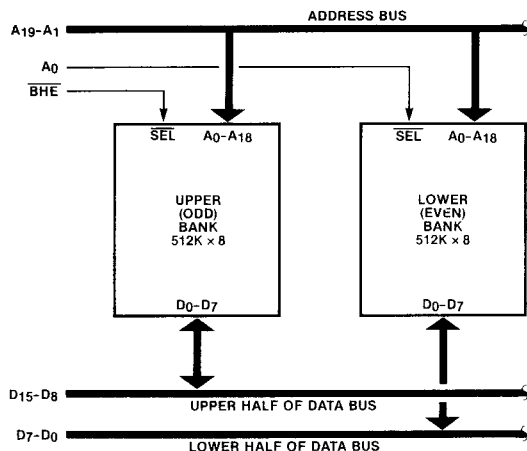 ADDRESS BUS
A19-A1
A0
BHE
SEL A0-A18
SEL A0-A18
UPPER
(ODD)
BANK
512K × 8
LOWER
(EVEN)
BANK
512K × 8
D0-D7
D0-D7
D15-D8
UPPER HALF OF DATA BUS
D7-D0
LOWER HALF OF DATA BUS